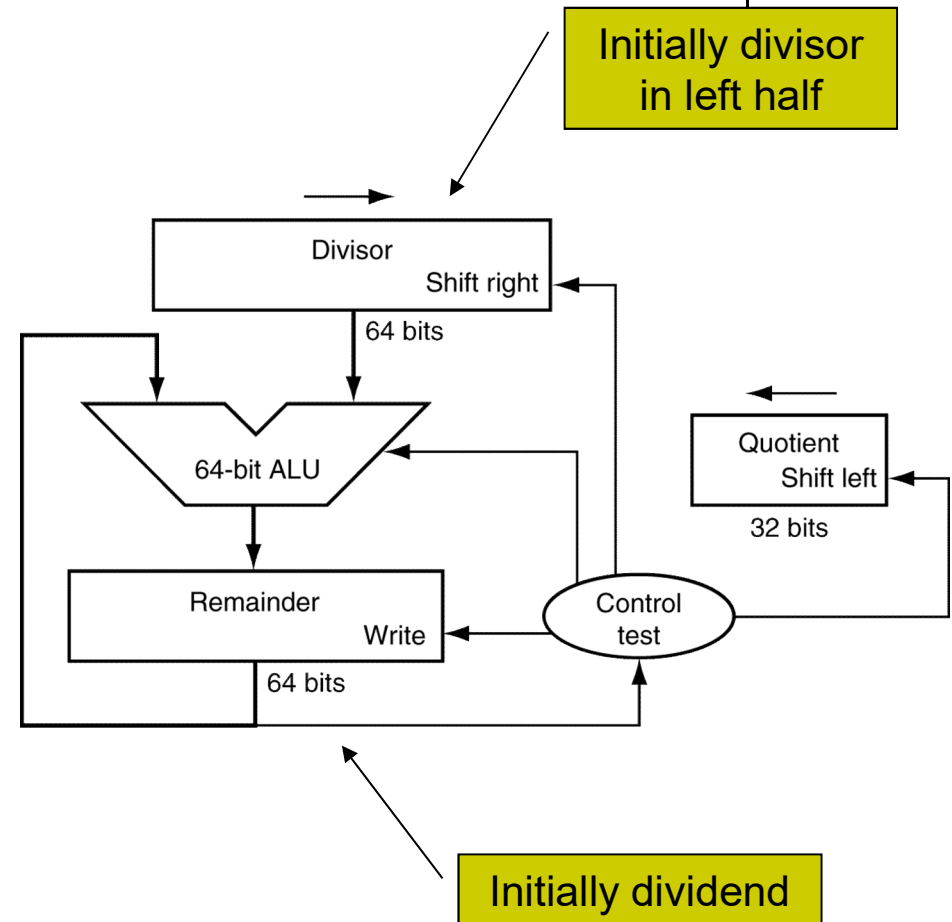 Initially divisor
in left half
Divisor
Shift right
64 bits
64-bit ALU
Quotient
Shift left
32 bits
Remainder
Write
64 bits
Control
test
Initially dividend